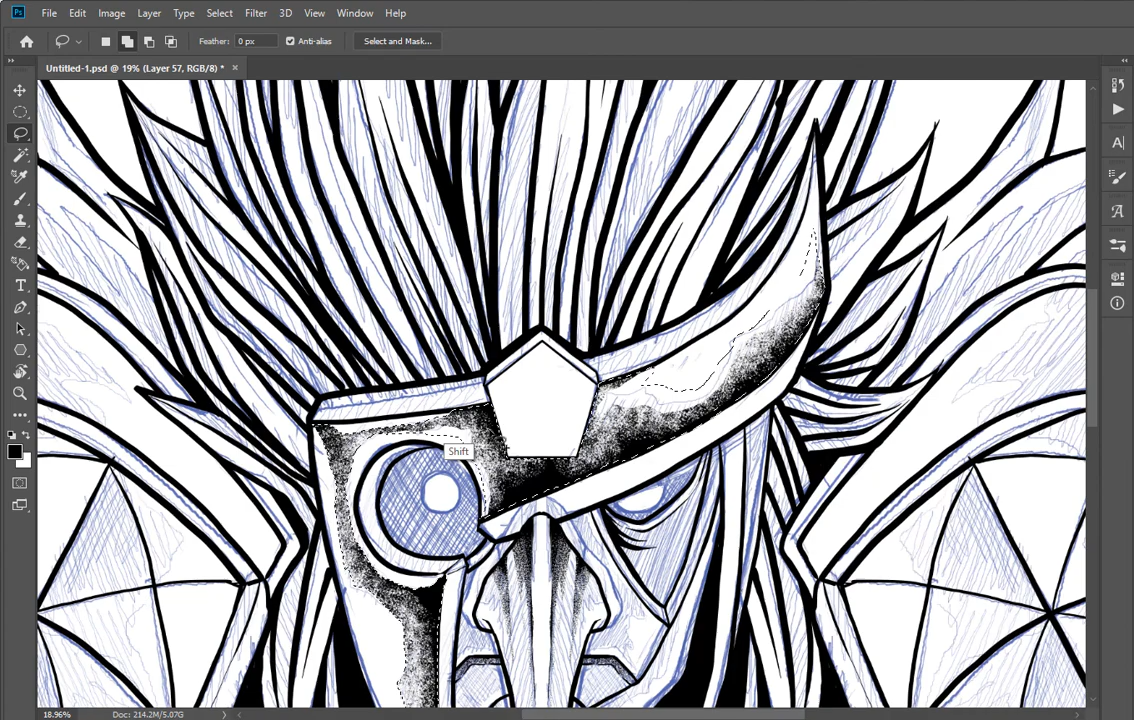 Ps File Edit Image Layer Type Select Filter 3D View Window Help
Feather: 0 px Anti-alias Select and Mask...
Untitled-1.psd @ 19% (Layer 57, RGB/8) * ×
Shift
18.96% Doc: 214.2M/5.07G